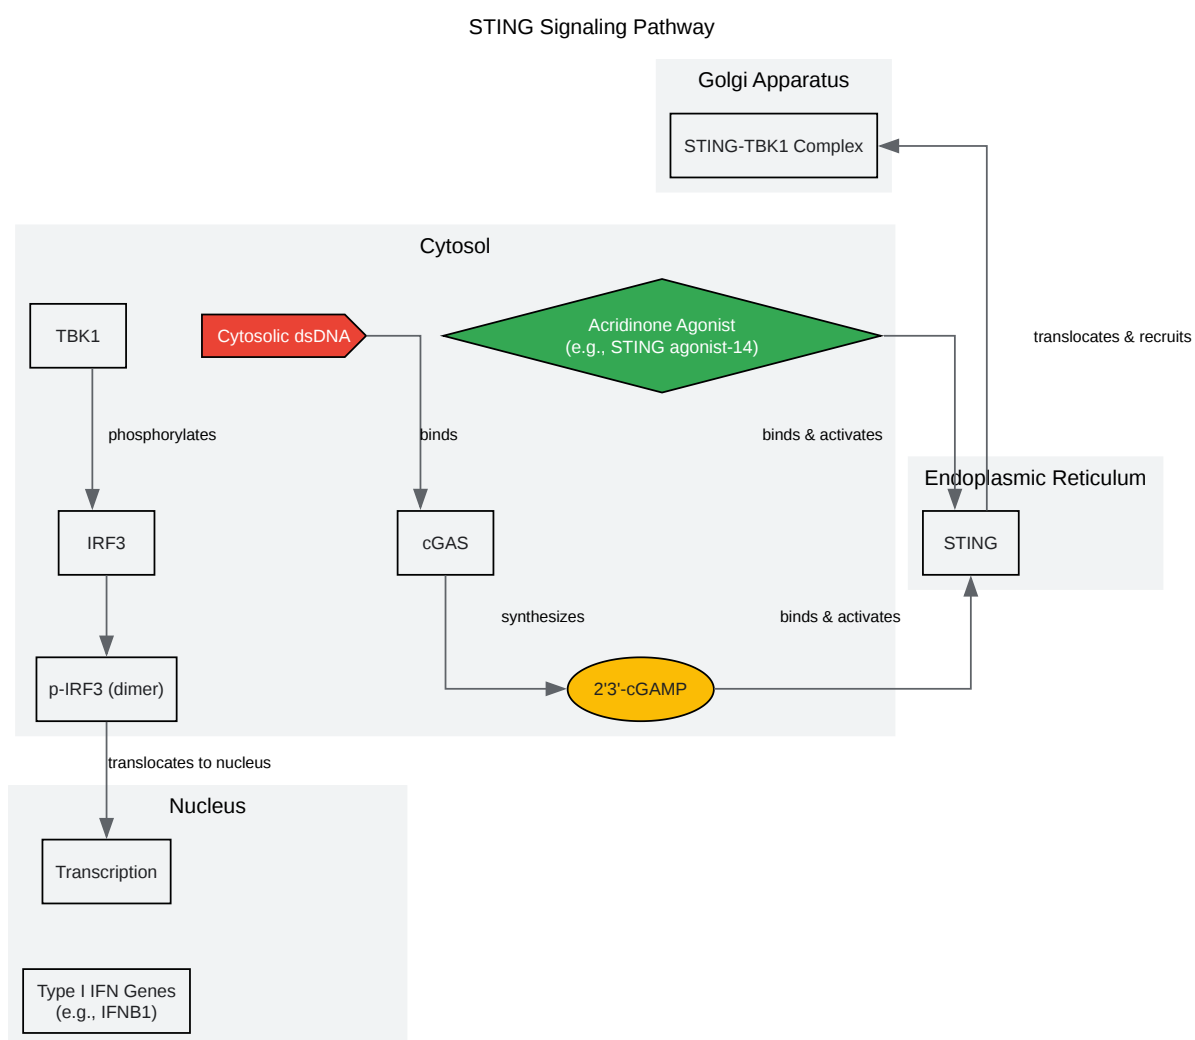 STING Signaling Pathway
Golgi Apparatus
STING-TBK1 Complex
Cytosol
TBK1
Cytosolic dsDNA
Acridinone Agonist
(e.g., STING agonist-14)
translocates & recruits
phosphorylates
binds
binds & activates
Endoplasmic Reticulum
IRF3
cGAS
STING
synthesizes
binds & activates
p-IRF3 (dimer)
2'3'-cGAMP
translocates to nucleus
Nucleus
Transcription
Type I IFN Genes
(e.g., IFNB1)